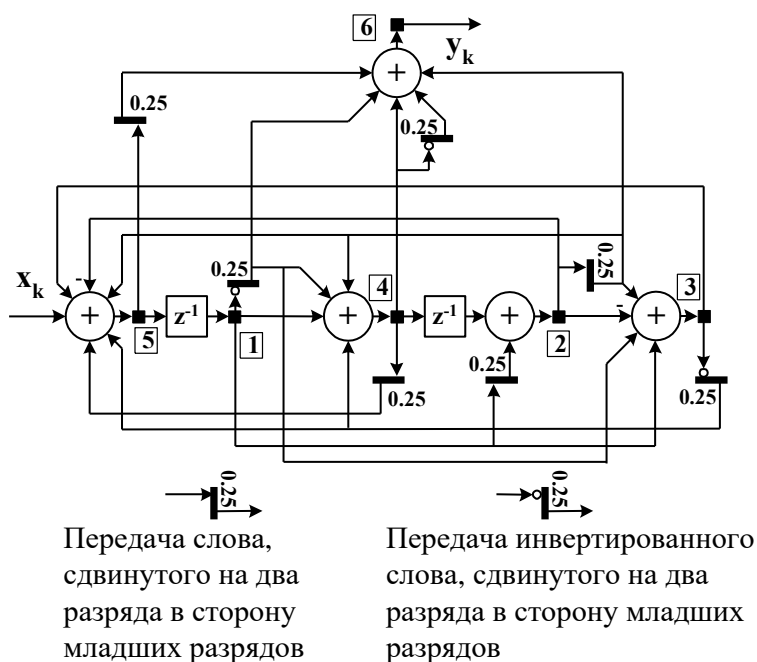 6
y_k
+
0.25
0.25
x_k
-
0.25
4
0.25
-
3
+
5
z⁻¹
1
+
z⁻¹
+
2
+
0.25
0.25
0.25
0.25
0.25
Передача слова,
сдвинутого на два
разряда в сторону
младших разрядов
Передача инвертированного
слова, сдвинутого на два
разряда в сторону младших
разрядов